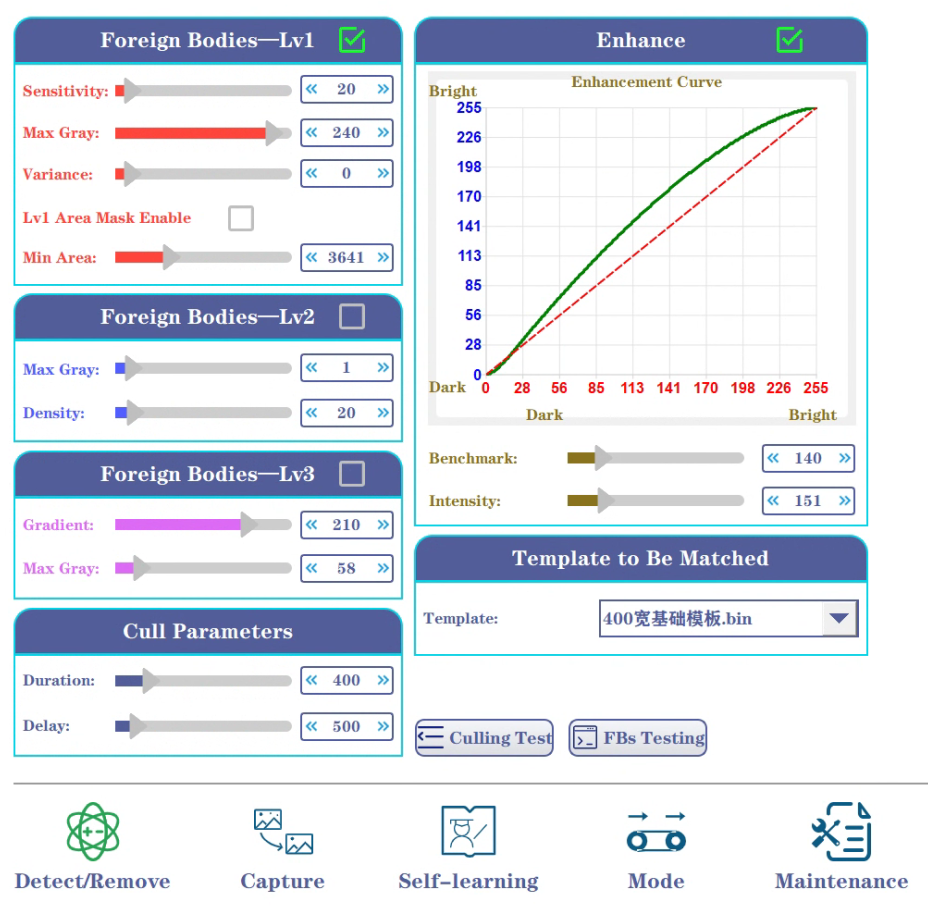 Foreign Bodies—Lv1
Sensitivity:
« 20 »
Max Gray:
« 240 »
Variance:
« 0 »
Lv1 Area Mask Enable
Min Area:
« 3641 »
Foreign Bodies—Lv2
Max Gray:
« 1 »
Density:
« 20 »
Foreign Bodies—Lv3
Gradient:
« 210 »
Max Gray:
« 58 »
Cull Parameters
Duration:
« 400 »
Delay:
« 500 »
Enhance
Enhancement Curve
Bright
255
226
198
170
141
113
85
56
28
0
Dark
0 28 56 85 113 141 170 198 226 255
Dark Bright
Benchmark:
« 140 »
Intensity:
« 151 »
Template to Be Matched
Template:
400宽基础模板.bin
Culling Test
FBs Testing
Detect/Remove
Capture
Self-learning
Mode
Maintenance